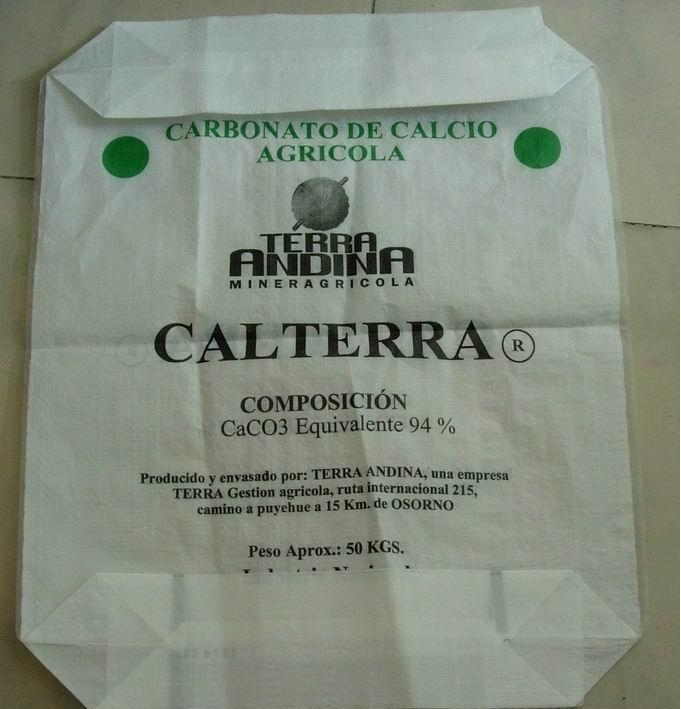 CARBONATO DE CALCIO
AGRICOLA
TERRA
ANDINA
MINERAGRICOLA
CALTERRA ®
COMPOSICIÓN
CaCO3 Equivalente 94 %
Producido y envasado por: TERRA ANDINA, una empresa
TERRA Gestion agricola, ruta internacional 215,
camino a puyehue a 15 Km. de OSORNO
Peso Aprox.: 50 KGS.